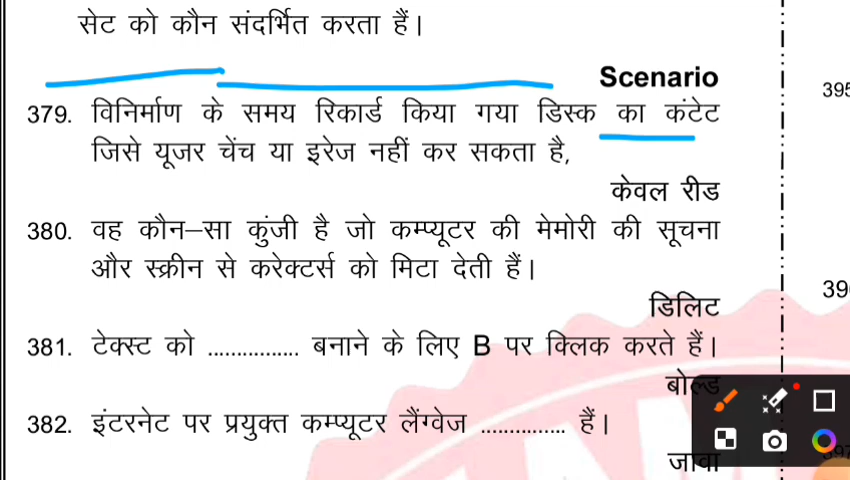 सेट को कौन संदर्भित करता हैं।
Scenario
395
379. विनिर्माण के समय रिकार्ड किया गया डिस्क का कंटेट
जिसे यूजर चेंच या इरेज नहीं कर सकता है,
केवल रीड
380. वह कौन–सा कुंजी है जो कम्प्यूटर की मेमोरी की सूचना
और स्क्रीन से करेक्टर्स को मिटा देती हैं।
डिलिट
381. टेक्स्ट को ................ बनाने के लिए B पर क्लिक करते हैं।
बोल्ड
382. इंटरनेट पर प्रयुक्त कम्प्यूटर लैंग्वेज ............... हैं।
जावा